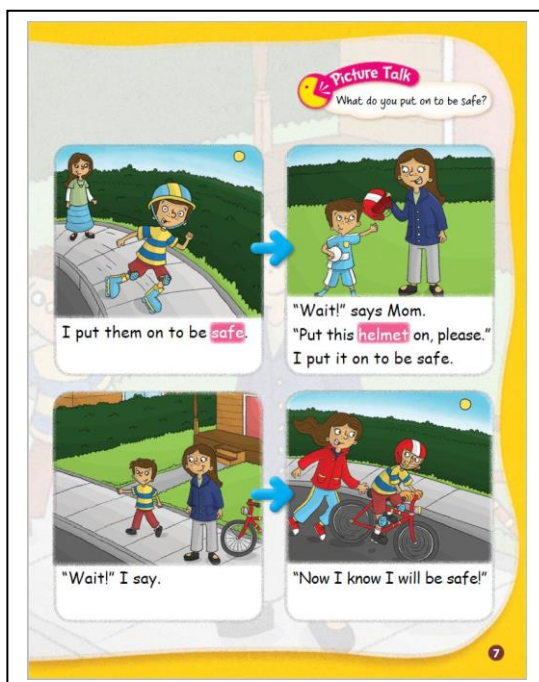 Picture Talk
What do you put on to be safe?
I put them on to be safe.
"Wait!" says Mom.
"Put this helmet on, please."
I put it on to be safe.
"Wait!" I say.
"Now I know I will be safe!"
7